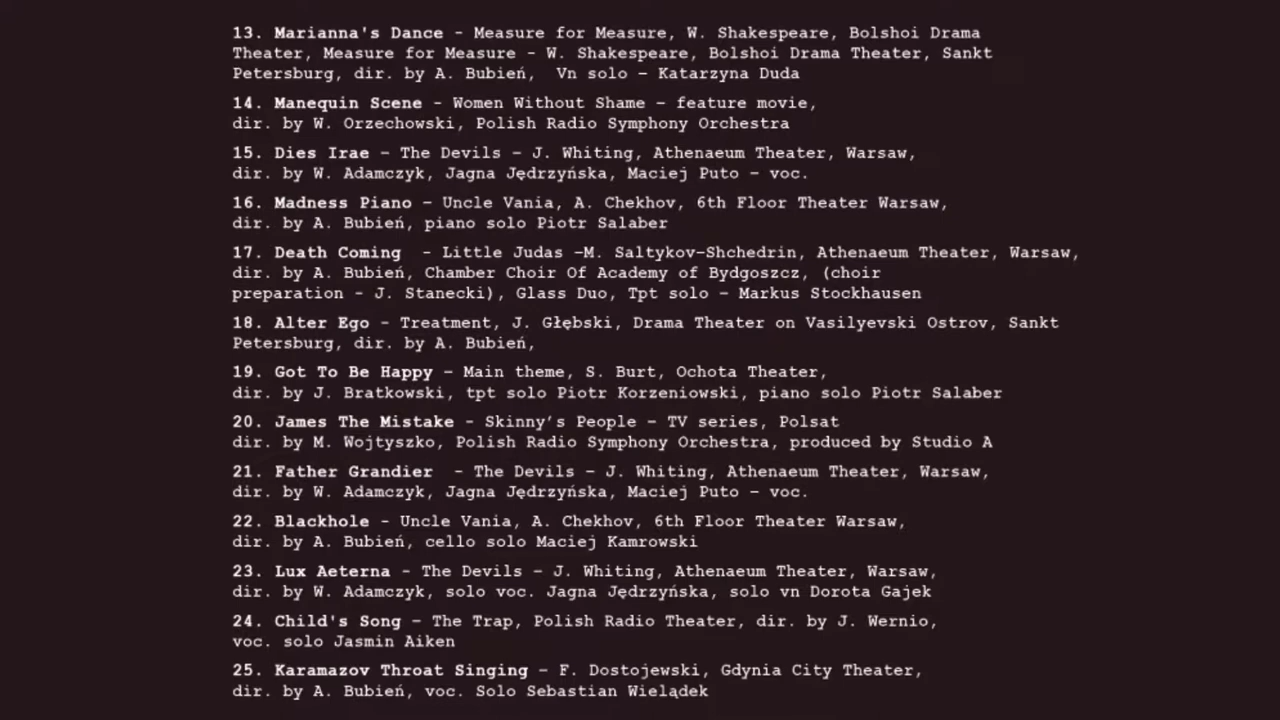 13. Marianna's Dance - Measure for Measure, W. Shakespeare, Bolshoi Drama
Theater, Measure for Measure - W. Shakespeare, Bolshoi Drama Theater, Sankt
Petersburg, dir. by A. Bubień,  Vn solo – Katarzyna Duda
14. Manequin Scene - Women Without Shame – feature movie,
dir. by W. Orzechowski, Polish Radio Symphony Orchestra
15. Dies Irae – The Devils – J. Whiting, Athenaeum Theater, Warsaw,
dir. by W. Adamczyk, Jagna Jędrzyńska, Maciej Puto – voc.
16. Madness Piano – Uncle Vania, A. Chekhov, 6th Floor Theater Warsaw,
dir. by A. Bubień, piano solo Piotr Salaber
17. Death Coming  - Little Judas –M. Saltykov-Shchedrin, Athenaeum Theater, Warsaw,
dir. by A. Bubień, Chamber Choir Of Academy of Bydgoszcz, (choir
preparation - J. Stanecki), Glass Duo, Tpt solo – Markus Stockhausen
18. Alter Ego - Treatment, J. Głębski, Drama Theater on Vasilyevski Ostrov, Sankt
Petersburg, dir. by A. Bubień,
19. Got To Be Happy – Main theme, S. Burt, Ochota Theater,
dir. by J. Bratkowski, tpt solo Piotr Korzeniowski, piano solo Piotr Salaber
20. James The Mistake - Skinny’s People – TV series, Polsat
dir. by M. Wojtyszko, Polish Radio Symphony Orchestra, produced by Studio A
21. Father Grandier  - The Devils – J. Whiting, Athenaeum Theater, Warsaw,
dir. by W. Adamczyk, Jagna Jędrzyńska, Maciej Puto – voc.
22. Blackhole - Uncle Vania, A. Chekhov, 6th Floor Theater Warsaw,
dir. by A. Bubień, cello solo Maciej Kamrowski
23. Lux Aeterna - The Devils – J. Whiting, Athenaeum Theater, Warsaw,
dir. by W. Adamczyk, solo voc. Jagna Jędrzyńska, solo vn Dorota Gajek
24. Child's Song – The Trap, Polish Radio Theater, dir. by J. Wernio,
voc. solo Jasmin Aiken
25. Karamazov Throat Singing – F. Dostojewski, Gdynia City Theater,
dir. by A. Bubień, voc. Solo Sebastian Wielądek